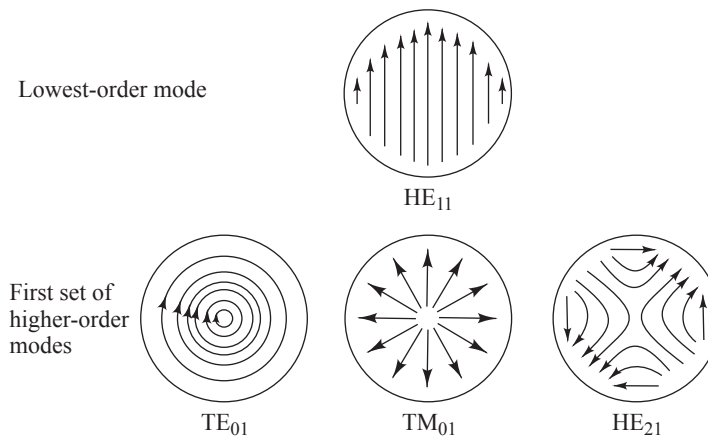 Lowest-order mode
HE₁₁
First set of
higher-order
modes
TE₀₁
TM₀₁
HE₂₁